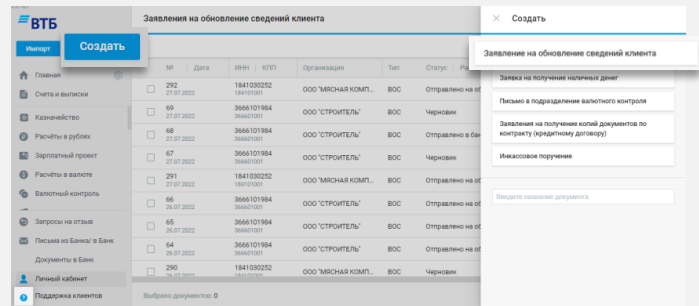 ВТБ
Импорт
Создать
Главная
Счета и выписки
Казначейство
Расчёты в рублях
Зарплатный проект
Расчёты в валюте
Валютный контроль
Запросы на отзыв
Письма из Банка/ в Банк
Документы в Банк
Личный кабинет
Поддержка клиентов
Заявления на обновление сведений клиента
№ Дата ИНН КПП Организация Тип Статус
292 1841030252
27.07.2022 184101001 ООО "МЯСНАЯ КОМП... ВОС Отправлено на об
69 3666101984
27.07.2022 366601001 ООО "СТРОИТЕЛЬ" ВОС Черновик
68 3666101984
27.07.2022 366601001 ООО "СТРОИТЕЛЬ" ВОС Отправлено в бан
67 3666101984
27.07.2022 366601001 ООО "СТРОИТЕЛЬ" ВОС Черновик
291 1841030252
27.07.2022 184101001 ООО "МЯСНАЯ КОМП... ВОС Отправлено на об
66 3666101984
26.07.2022 366601001 ООО "СТРОИТЕЛЬ" ВОС Отправлено на об
65 3666101984
26.07.2022 366601001 ООО "СТРОИТЕЛЬ" ВОС Отправлено на об
64 3666101984
26.07.2022 366601001 ООО "СТРОИТЕЛЬ" ВОС Отправлено на об
290 1841030252
26.07.2022 184101001 ООО "МЯСНАЯ КОМП... ВОС Черновик
Выбрано документов: 0
Создать
Заявление на обновление сведений клиента
Заявка на получение наличных денег
Письмо в подразделение валютного контроля
Заявления на получение копий документов по
контракту (кредитному договору)
Инкассовое поручение
Введите название документа